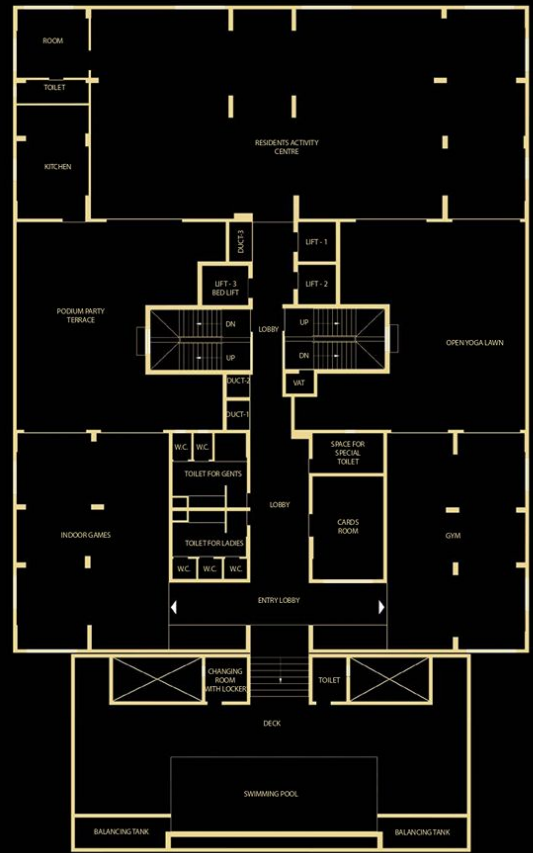 ROOM
TOILET
KITCHEN
RESIDENTS ACTIVITY
CENTRE
DUCT-3
LIFT - 1
LIFT - 2
LIFT - 3
BED LIFT
PODIUM PARTY
TERRACE
DN
UP
LOBBY
UP
DN
OPEN YOGA LAWN
DUCT-2
VAT
DUCT-1
W.C.
W.C.
TOILET FOR GENTS
SPACE FOR
SPECIAL
TOILET
LOBBY
INDOOR GAMES
TOILET FOR LADIES
CARDS
ROOM
GYM
W.C.
W.C.
W.C.
ENTRY LOBBY
CHANGING
ROOM
WITH LOCKER
TOILET
DECK
SWIMMING POOL
BALANCING TANK
BALANCING TANK